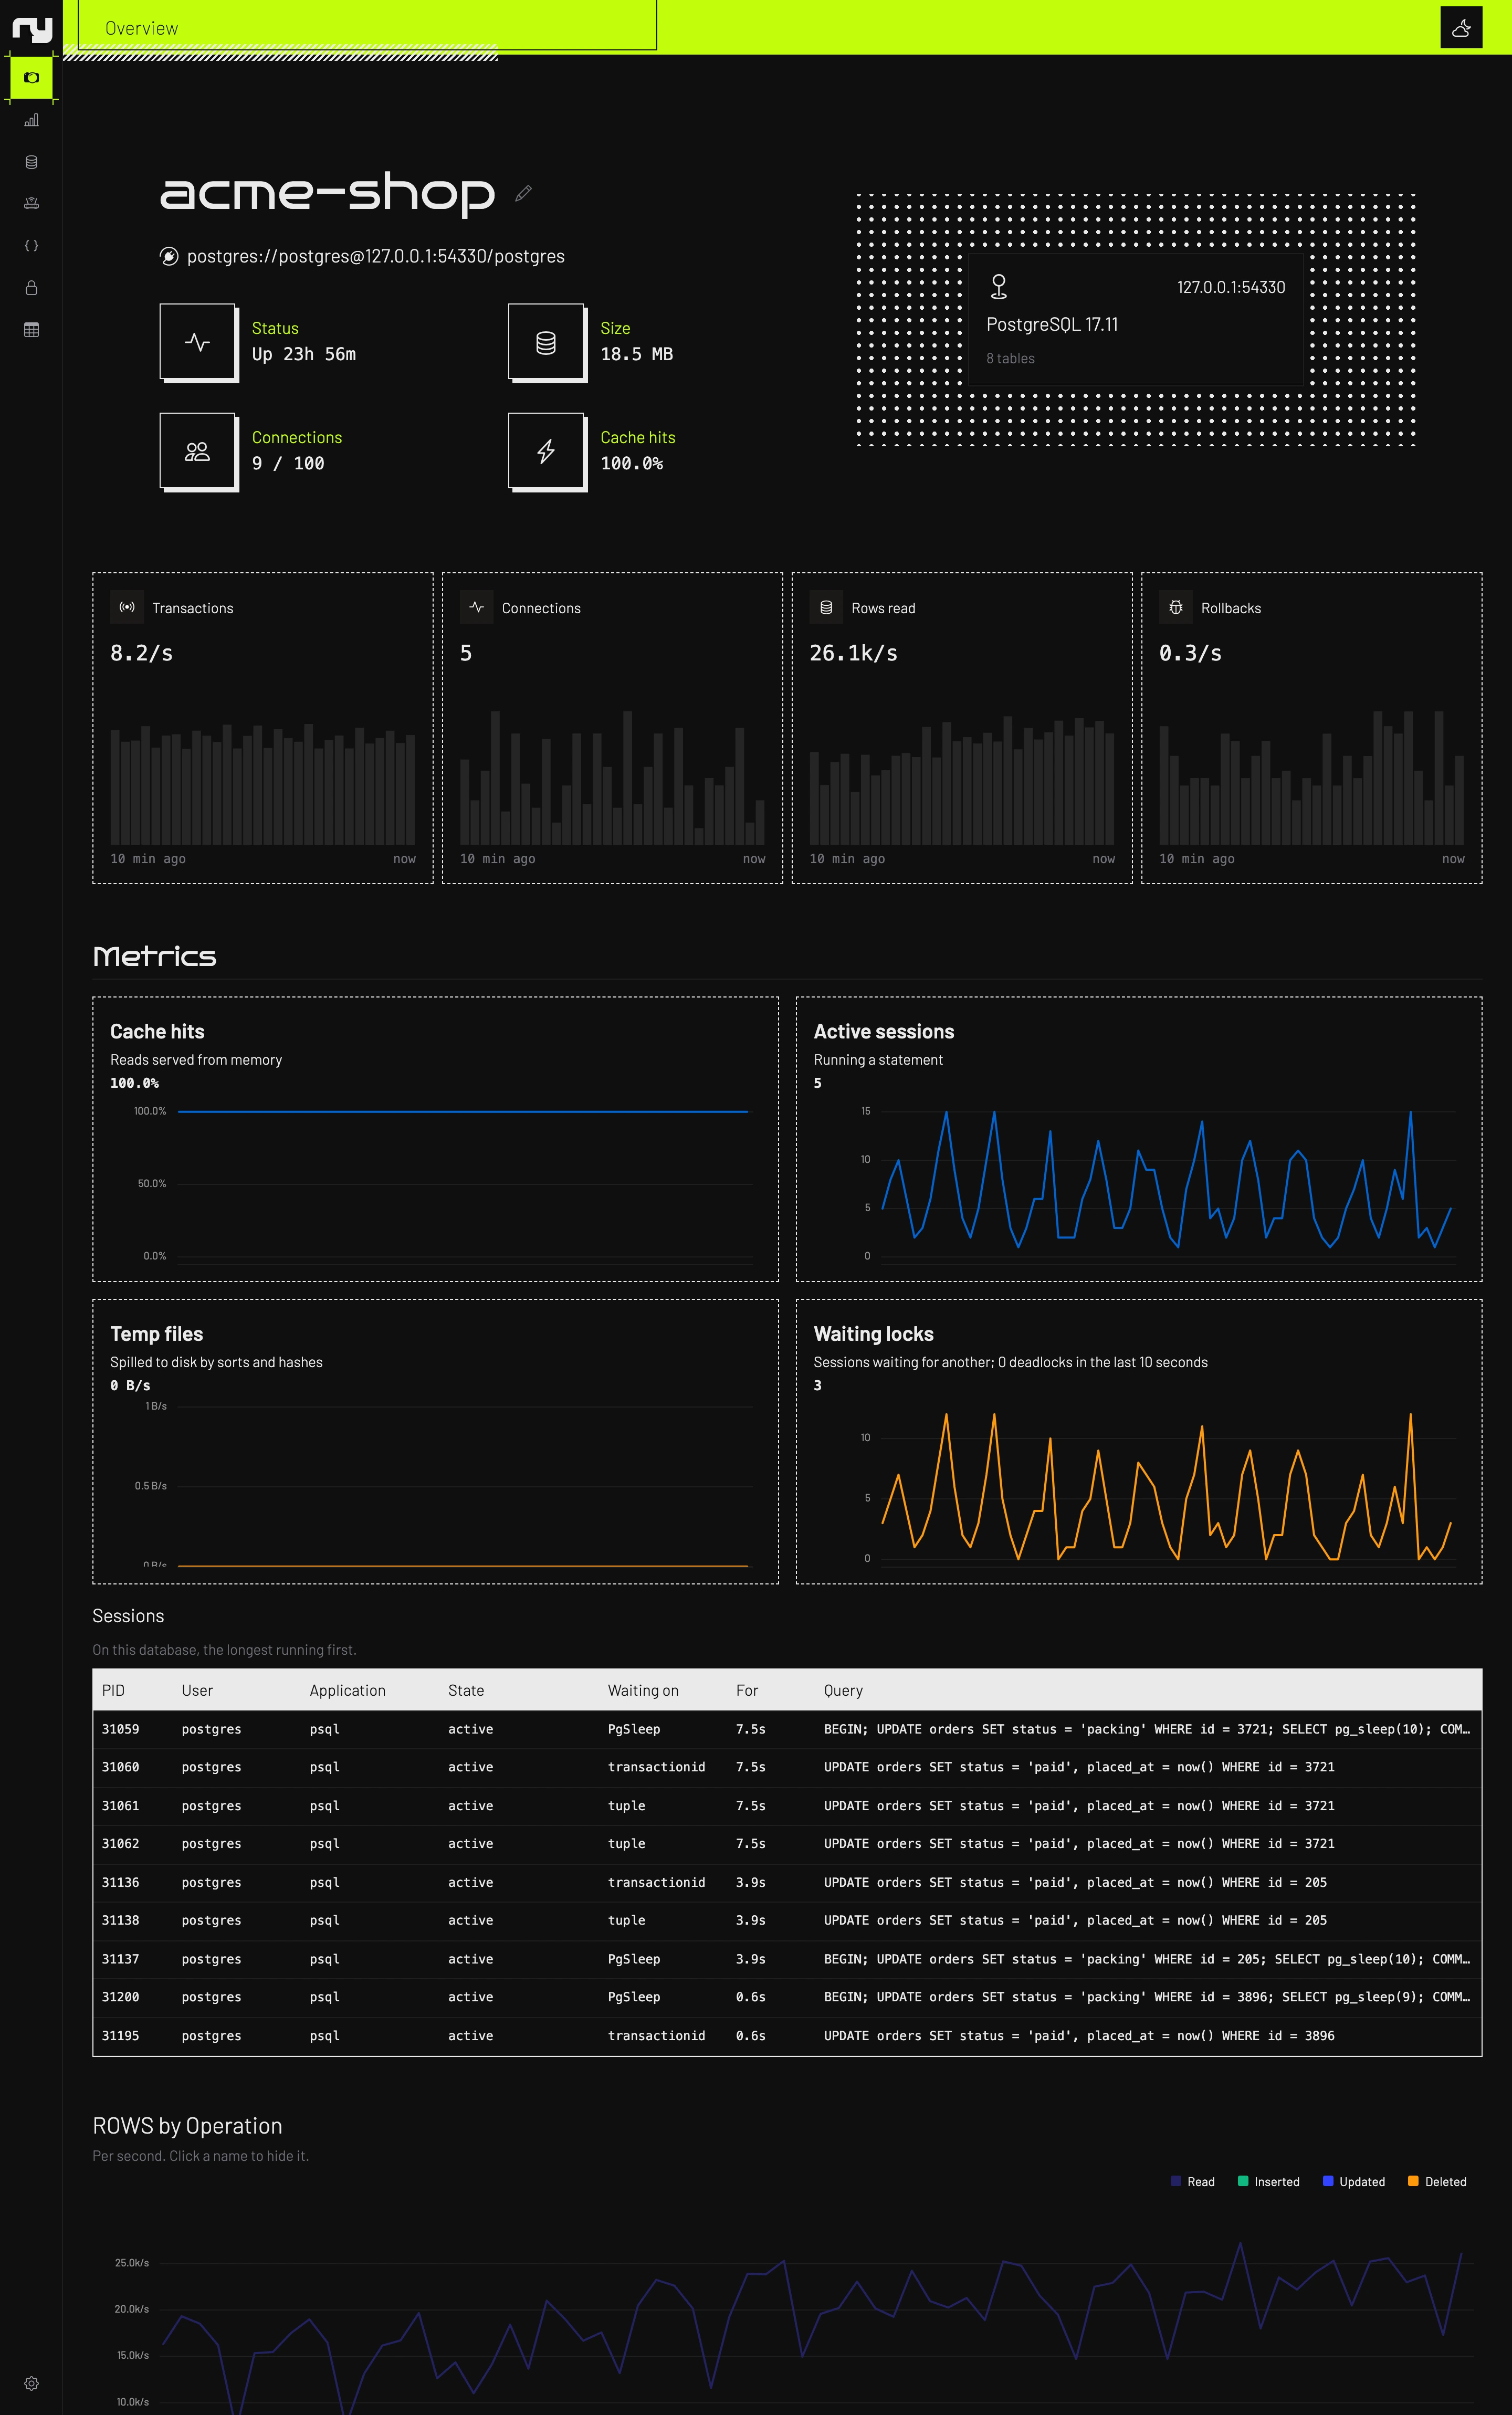 ry
Overview
acme-shop
postgres://postgres@127.0.0.1:54330/postgres
Status
Up 23h 56m
Size
18.5 MB
Connections
9 / 100
Cache hits
100.0%
127.0.0.1:54330
PostgreSQL 17.11
8 tables
Transactions
8.2/s
10 min ago now
Connections
5
10 min ago now
Rows read
26.1k/s
10 min ago now
Rollbacks
0.3/s
10 min ago now
Metrics
Cache hits
Reads served from memory
100.0%
100.0%
50.0%
0.0%
Active sessions
Running a statement
5
15
10
5
0
Temp files
Spilled to disk by sorts and hashes
0 B/s
1 B/s
0.5 B/s
0 B/s
Waiting locks
Sessions waiting for another; 0 deadlocks in the last 10 seconds
3
10
5
0
Sessions
On this database, the longest running first.
PID User Application State Waiting on For Query
31059 postgres psql active PgSleep 7.5s BEGIN; UPDATE orders SET status = 'packing' WHERE id = 3721; SELECT pg_sleep(10); COM…
31060 postgres psql active transactionid 7.5s UPDATE orders SET status = 'paid', placed_at = now() WHERE id = 3721
31061 postgres psql active tuple 7.5s UPDATE orders SET status = 'paid', placed_at = now() WHERE id = 3721
31062 postgres psql active tuple 7.5s UPDATE orders SET status = 'paid', placed_at = now() WHERE id = 3721
31136 postgres psql active transactionid 3.9s UPDATE orders SET status = 'paid', placed_at = now() WHERE id = 205
31138 postgres psql active tuple 3.9s UPDATE orders SET status = 'paid', placed_at = now() WHERE id = 205
31137 postgres psql active PgSleep 3.9s BEGIN; UPDATE orders SET status = 'packing' WHERE id = 205; SELECT pg_sleep(10); COMM…
31200 postgres psql active PgSleep 0.6s BEGIN; UPDATE orders SET status = 'packing' WHERE id = 3896; SELECT pg_sleep(9); COMM…
31195 postgres psql active transactionid 0.6s UPDATE orders SET status = 'paid', placed_at = now() WHERE id = 3896
ROWS by Operation
Per second. Click a name to hide it.
Read Inserted Updated Deleted
25.0k/s
20.0k/s
15.0k/s
10.0k/s